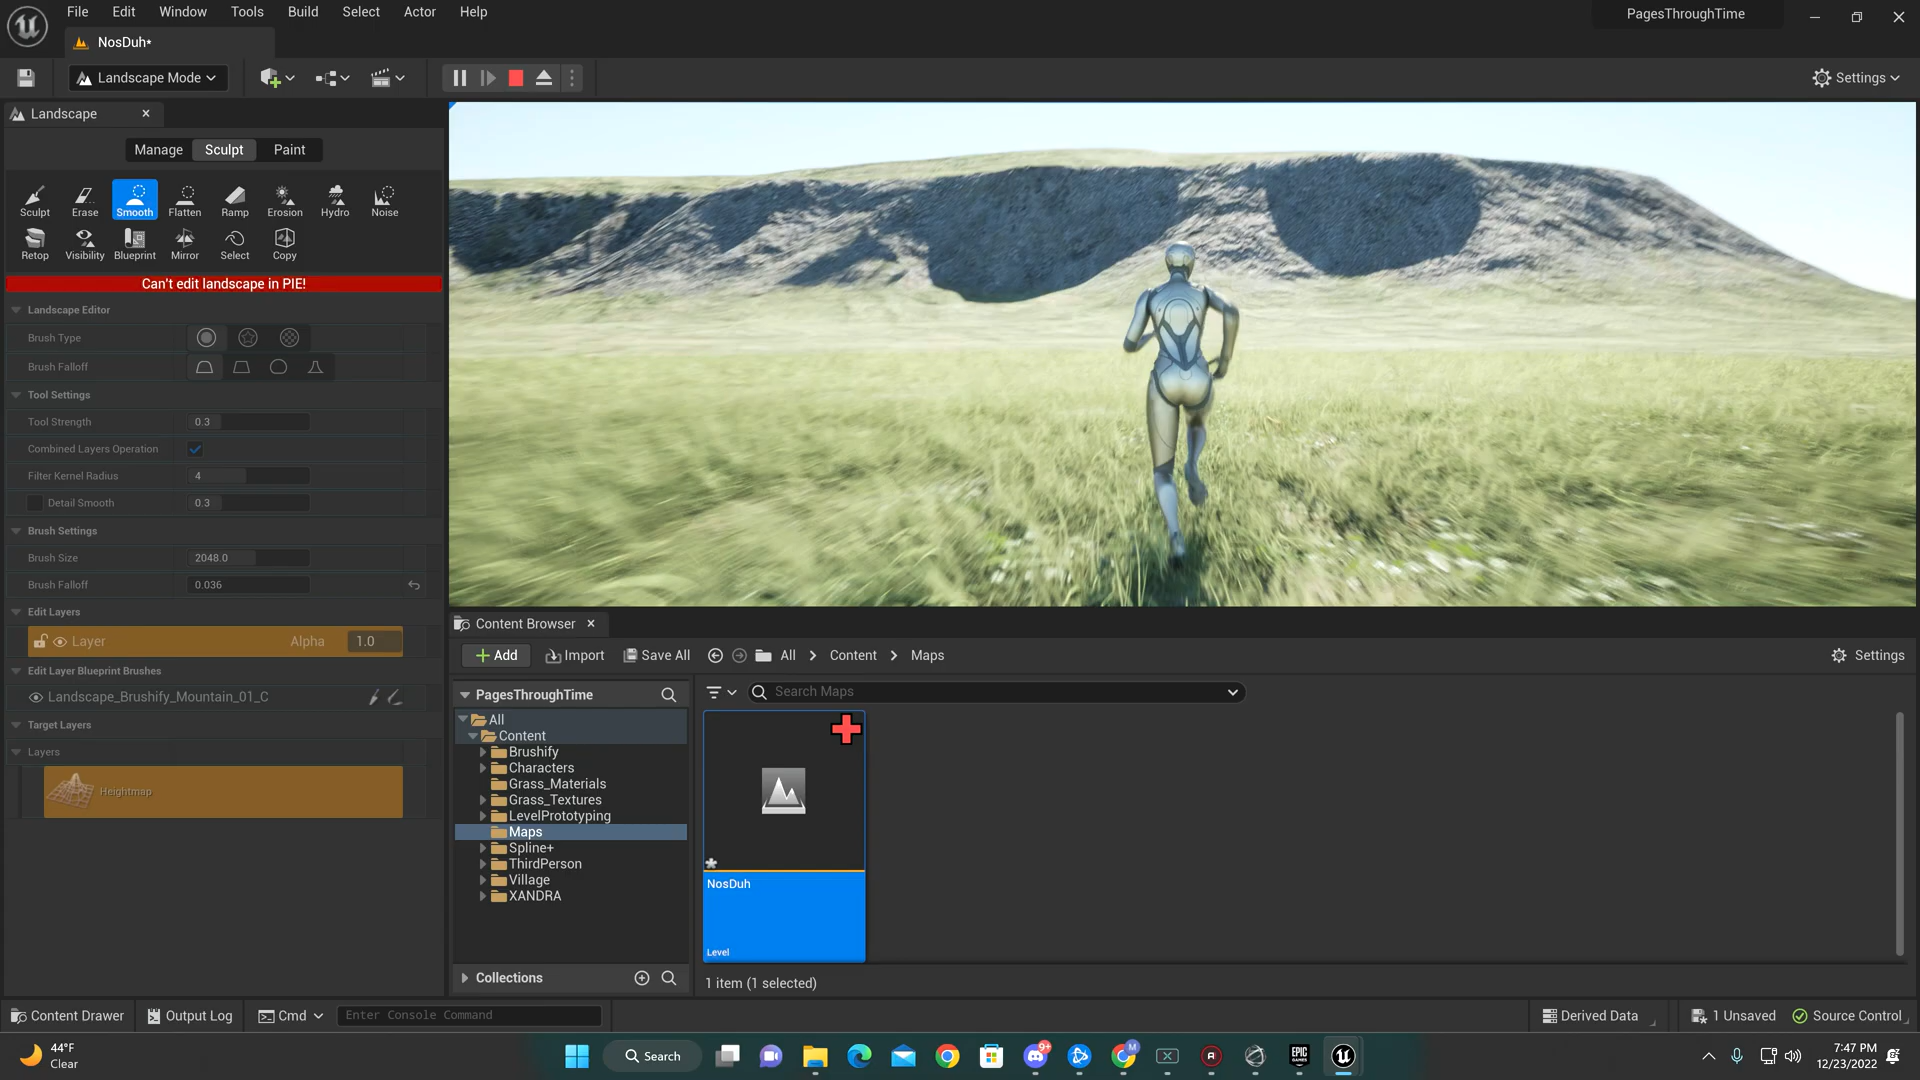 File Edit Window Tools Build Select Actor Help
PagesThroughTime
NosDuh*
Landscape Mode
Settings
Landscape
Manage Sculpt Paint
Sculpt Erase Smooth Flatten Ramp Erosion Hydro Noise
Retop Visibility Blueprint Mirror Select Copy
Can't edit landscape in PIE!
Landscape Editor
Brush Type
Brush Falloff
Tool Settings
Tool Strength 0.3
Combined Layers Operation
Filter Kernel Radius 4
Detail Smooth 0.3
Brush Settings
Brush Size 2048.0
Brush Falloff 0.036
Edit Layers
Layer Alpha 1.0
Edit Layer Blueprint Brushes
Landscape_Brushify_Mountain_01_C
Target Layers
Layers
Heightmap
Content Browser
Add Import Save All All Content Maps Settings
PagesThroughTime
Search Maps
All
Content
Brushify
Characters
Grass_Materials
Grass_Textures
LevelPrototyping
Maps
Spline+
ThirdPerson
Village
XANDRA
NosDuh
Level
Collections
1 item (1 selected)
Content Drawer Output Log Cmd Enter Console Command Derived Data 1 Unsaved Source Control
44°F
Clear
Search
9+
M
EPIC
GAMES
7:47 PM
12/23/2022